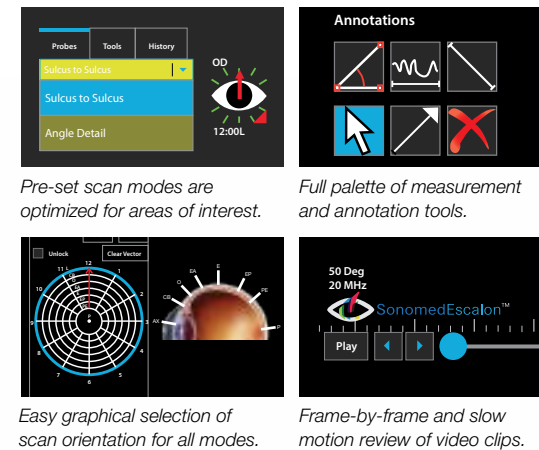 Probes
Tools
History
Sulcus to Sulcus
Sulcus to Sulcus
Angle Detail
OD
12:00L
Pre-set scan modes are
optimized for areas of interest.
Annotations
Full palette of measurement
and annotation tools.
Unlock
Clear Vector
12
11 L
1
10
2
9
3
8
4
7
5
6
P
AX
CB
O
EA
E
EP
PE
P
Easy graphical selection of
scan orientation for all modes.
50 Deg
20 MHz
SonomedEscalon™
Play
Frame-by-frame and slow
motion review of video clips.